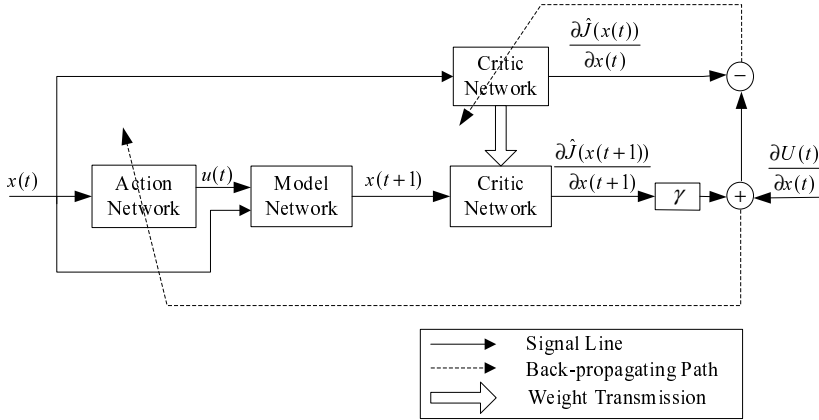 ∂Ĵ(x(t))
∂x(t)
Critic
Network
−
x(t)
Action
Network
u(t)
Model
Network
x(t+1)
Critic
Network
∂Ĵ(x(t+1))
∂x(t+1)
γ
+
∂U(t)
∂x(t)
Signal Line
Back-propagating Path
Weight Transmission